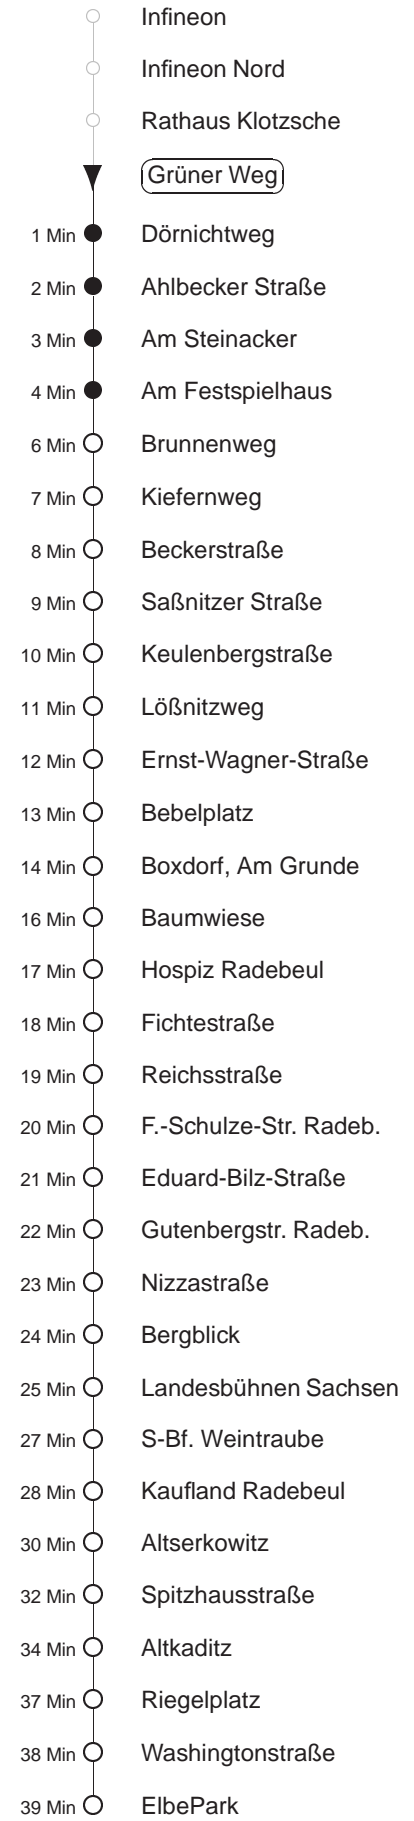 Infineon
Infineon Nord
Rathaus Klotzsche
Grüner Weg
1 Min Dörnichtweg
2 Min Ahlbecker Straße
3 Min Am Steinacker
4 Min Am Festspielhaus
6 Min Brunnenweg
7 Min Kiefernweg
8 Min Beckerstraße
9 Min Saßnitzer Straße
10 Min Keulenbergstraße
11 Min Lößnitzweg
12 Min Ernst-Wagner-Straße
13 Min Bebelplatz
14 Min Boxdorf, Am Grunde
16 Min Baumwiese
17 Min Hospiz Radebeul
18 Min Fichtestraße
19 Min Reichsstraße
20 Min F.-Schulze-Str. Radeb.
21 Min Eduard-Bilz-Straße
22 Min Gutenbergstr. Radeb.
23 Min Nizzastraße
24 Min Bergblick
25 Min Landesbühnen Sachsen
27 Min S-Bf. Weintraube
28 Min Kaufland Radebeul
30 Min Altserkowitz
32 Min Spitzhausstraße
34 Min Altkaditz
37 Min Riegelplatz
38 Min Washingtonstraße
39 Min ElbePark